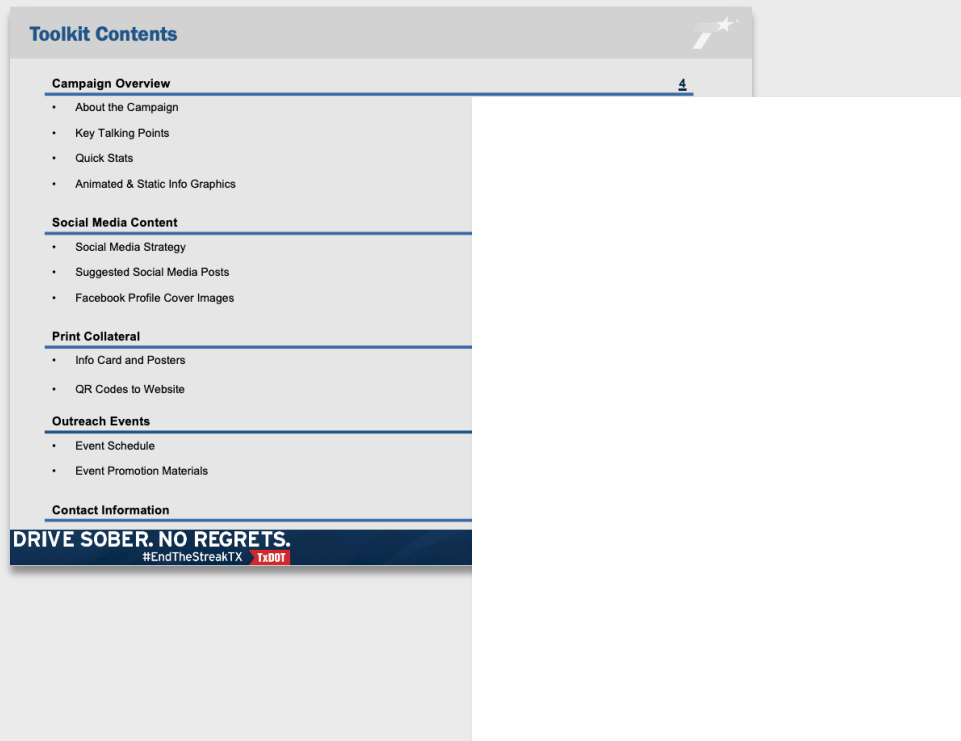 Toolkit Contents
Campaign Overview 4
• About the Campaign
• Key Talking Points
• Quick Stats
• Animated & Static Info Graphics
Social Media Content
• Social Media Strategy
• Suggested Social Media Posts
• Facebook Profile Cover Images
Print Collateral
• Info Card and Posters
• QR Codes to Website
Outreach Events
• Event Schedule
• Event Promotion Materials
Contact Information
DRIVE SOBER. NO REGRETS.
#EndTheStreakTX TxDOT